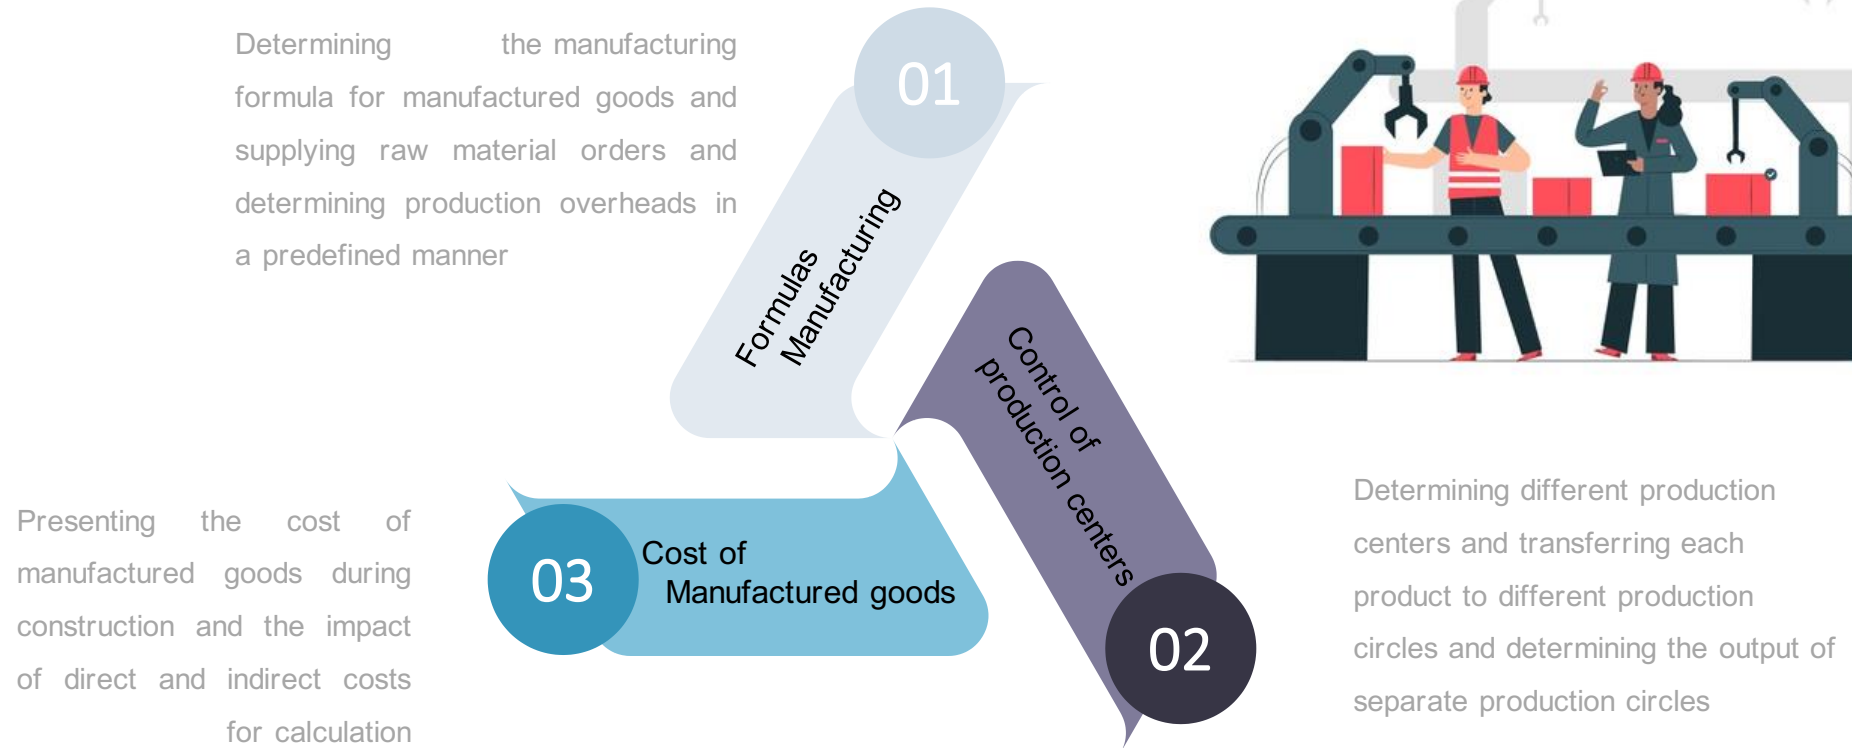 Determining the manufacturing
formula for manufactured goods and
supplying raw material orders and
determining production overheads in
a predefined manner
01
Formulas
Manufacturing
Control of
production centers
02
Determining different production
centers and transferring each
product to different production
circles and determining the output of
separate production circles
03
Cost of
Manufactured goods
Presenting the cost of
manufactured goods during
construction and the impact
of direct and indirect costs
for calculation